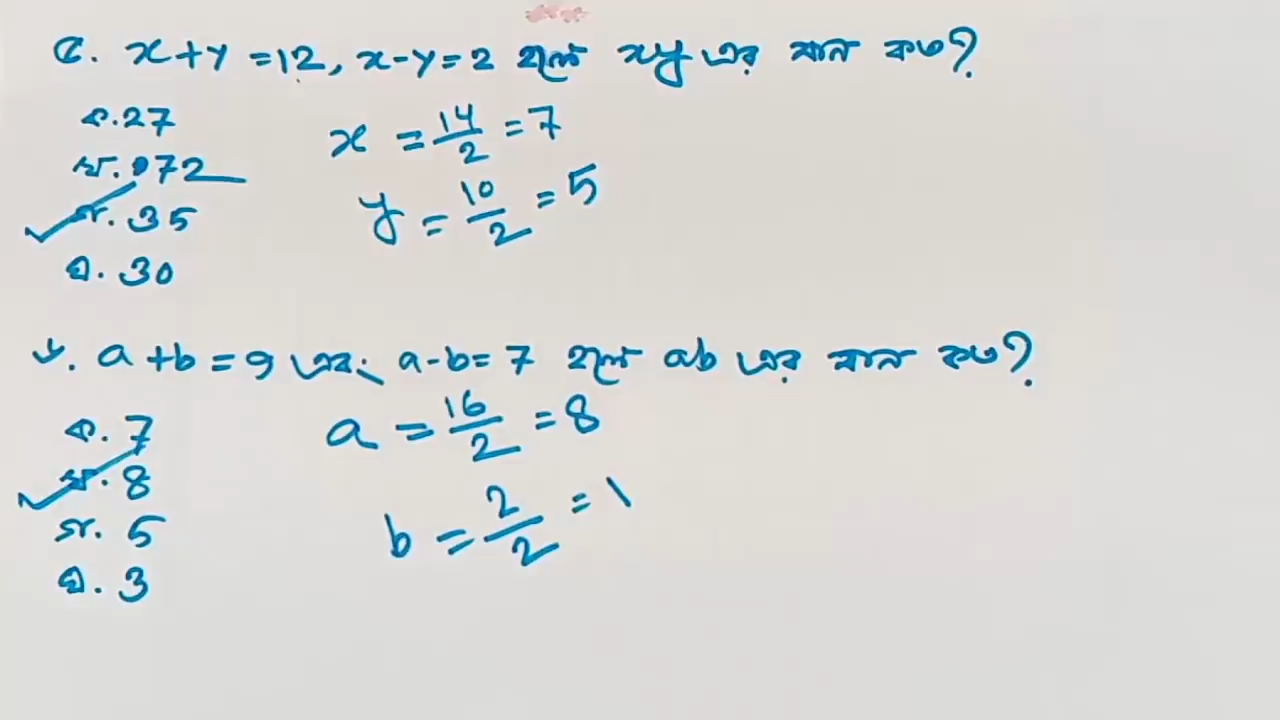 ৫. x+y=12, x-y=2 হলে xy এর মান কত?
ক. 27
খ. 72
গ. 35
ঘ. 30
x = 14/2 = 7
y = 10/2 = 5
৬. a+b=9 এবং a-b=7 হলে ab এর মান কত?
ক. 7
খ. 8
গ. 5
ঘ. 3
a = 16/2 = 8
b = 2/2 = 1